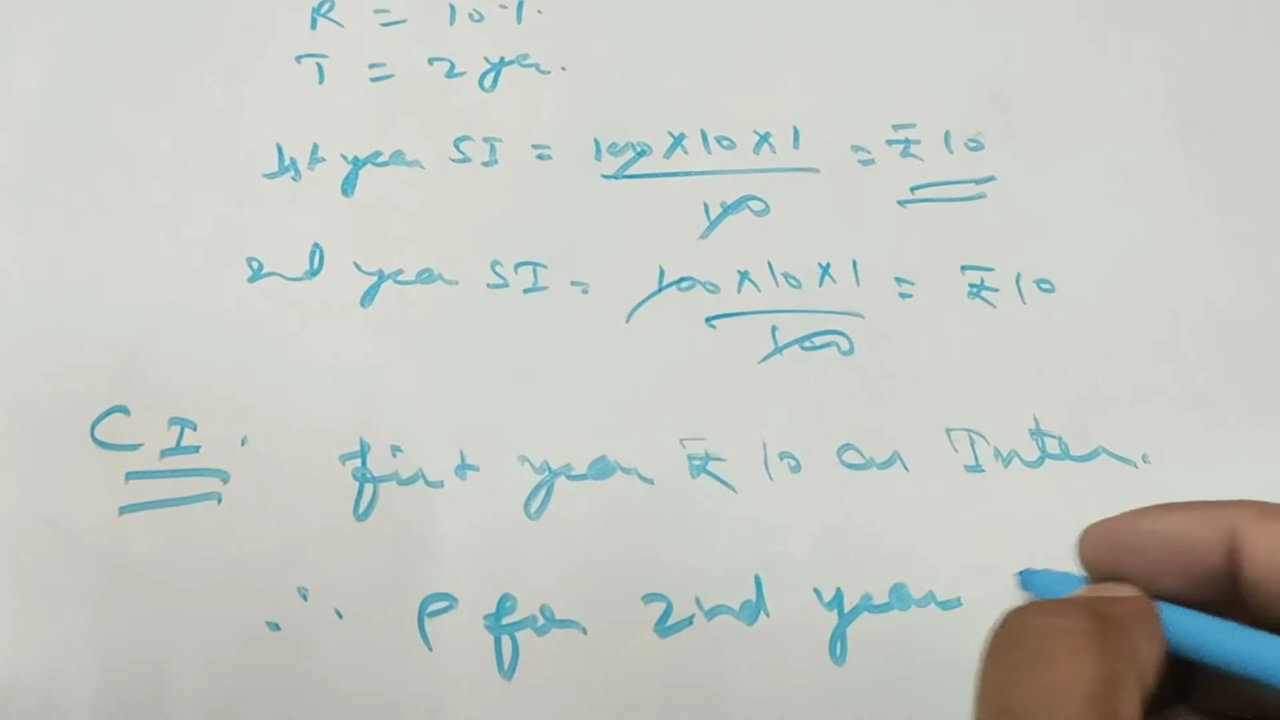 R = 10%.
T = 2 year.
1st year SI = 100 × 10 × 1 / 100 = ₹ 10
2nd year SI = 100 × 10 × 1 / 100 = ₹ 10
CI. first year ₹ 10 as Inter.
∴ P for 2nd year